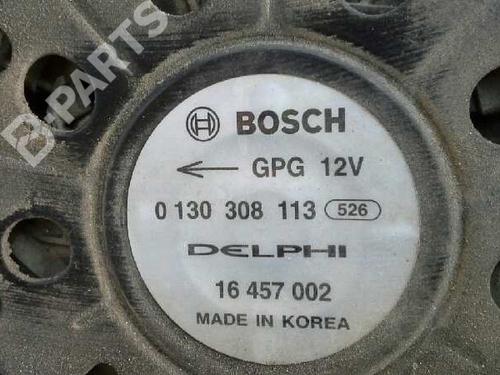 B-PARTS
BOSCH
← GPG 12V
0 130 308 113 526
DELPHI
16 457 002
MADE IN KOREA